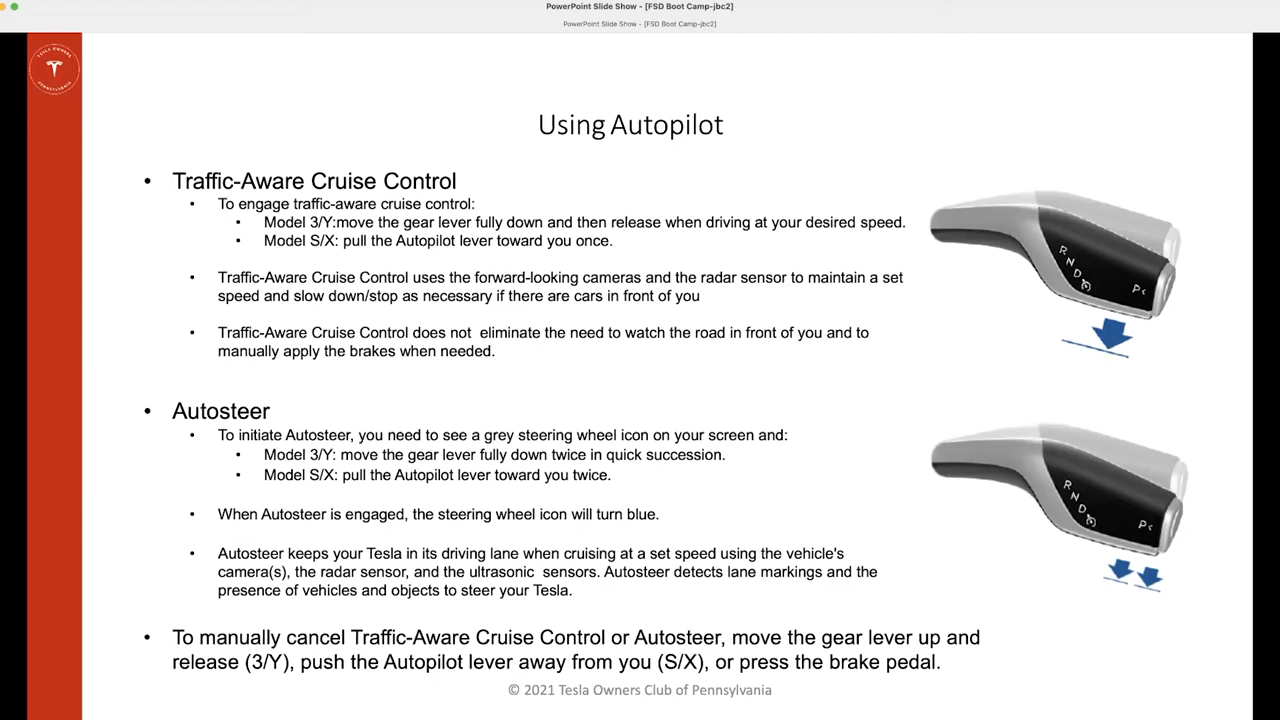 PowerPoint Slide Show - [FSD Boot Camp-jbc2]
PowerPoint Slide Show - [FSD Boot Camp-jbc2]
TESLA OWNERS
PENNSYLVANIA
Using Autopilot
• Traffic-Aware Cruise Control
• To engage traffic-aware cruise control:
• Model 3/Y:move the gear lever fully down and then release when driving at your desired speed.
• Model S/X: pull the Autopilot lever toward you once.
• Traffic-Aware Cruise Control uses the forward-looking cameras and the radar sensor to maintain a set
speed and slow down/stop as necessary if there are cars in front of you
• Traffic-Aware Cruise Control does not  eliminate the need to watch the road in front of you and to
manually apply the brakes when needed.
R
N
D
P<
• Autosteer
• To initiate Autosteer, you need to see a grey steering wheel icon on your screen and:
• Model 3/Y: move the gear lever fully down twice in quick succession.
• Model S/X: pull the Autopilot lever toward you twice.
• When Autosteer is engaged, the steering wheel icon will turn blue.
• Autosteer keeps your Tesla in its driving lane when cruising at a set speed using the vehicle's
camera(s), the radar sensor, and the ultrasonic  sensors. Autosteer detects lane markings and the
presence of vehicles and objects to steer your Tesla.
R
N
D
P<
• To manually cancel Traffic-Aware Cruise Control or Autosteer, move the gear lever up and
release (3/Y), push the Autopilot lever away from you (S/X), or press the brake pedal.
© 2021 Tesla Owners Club of Pennsylvania